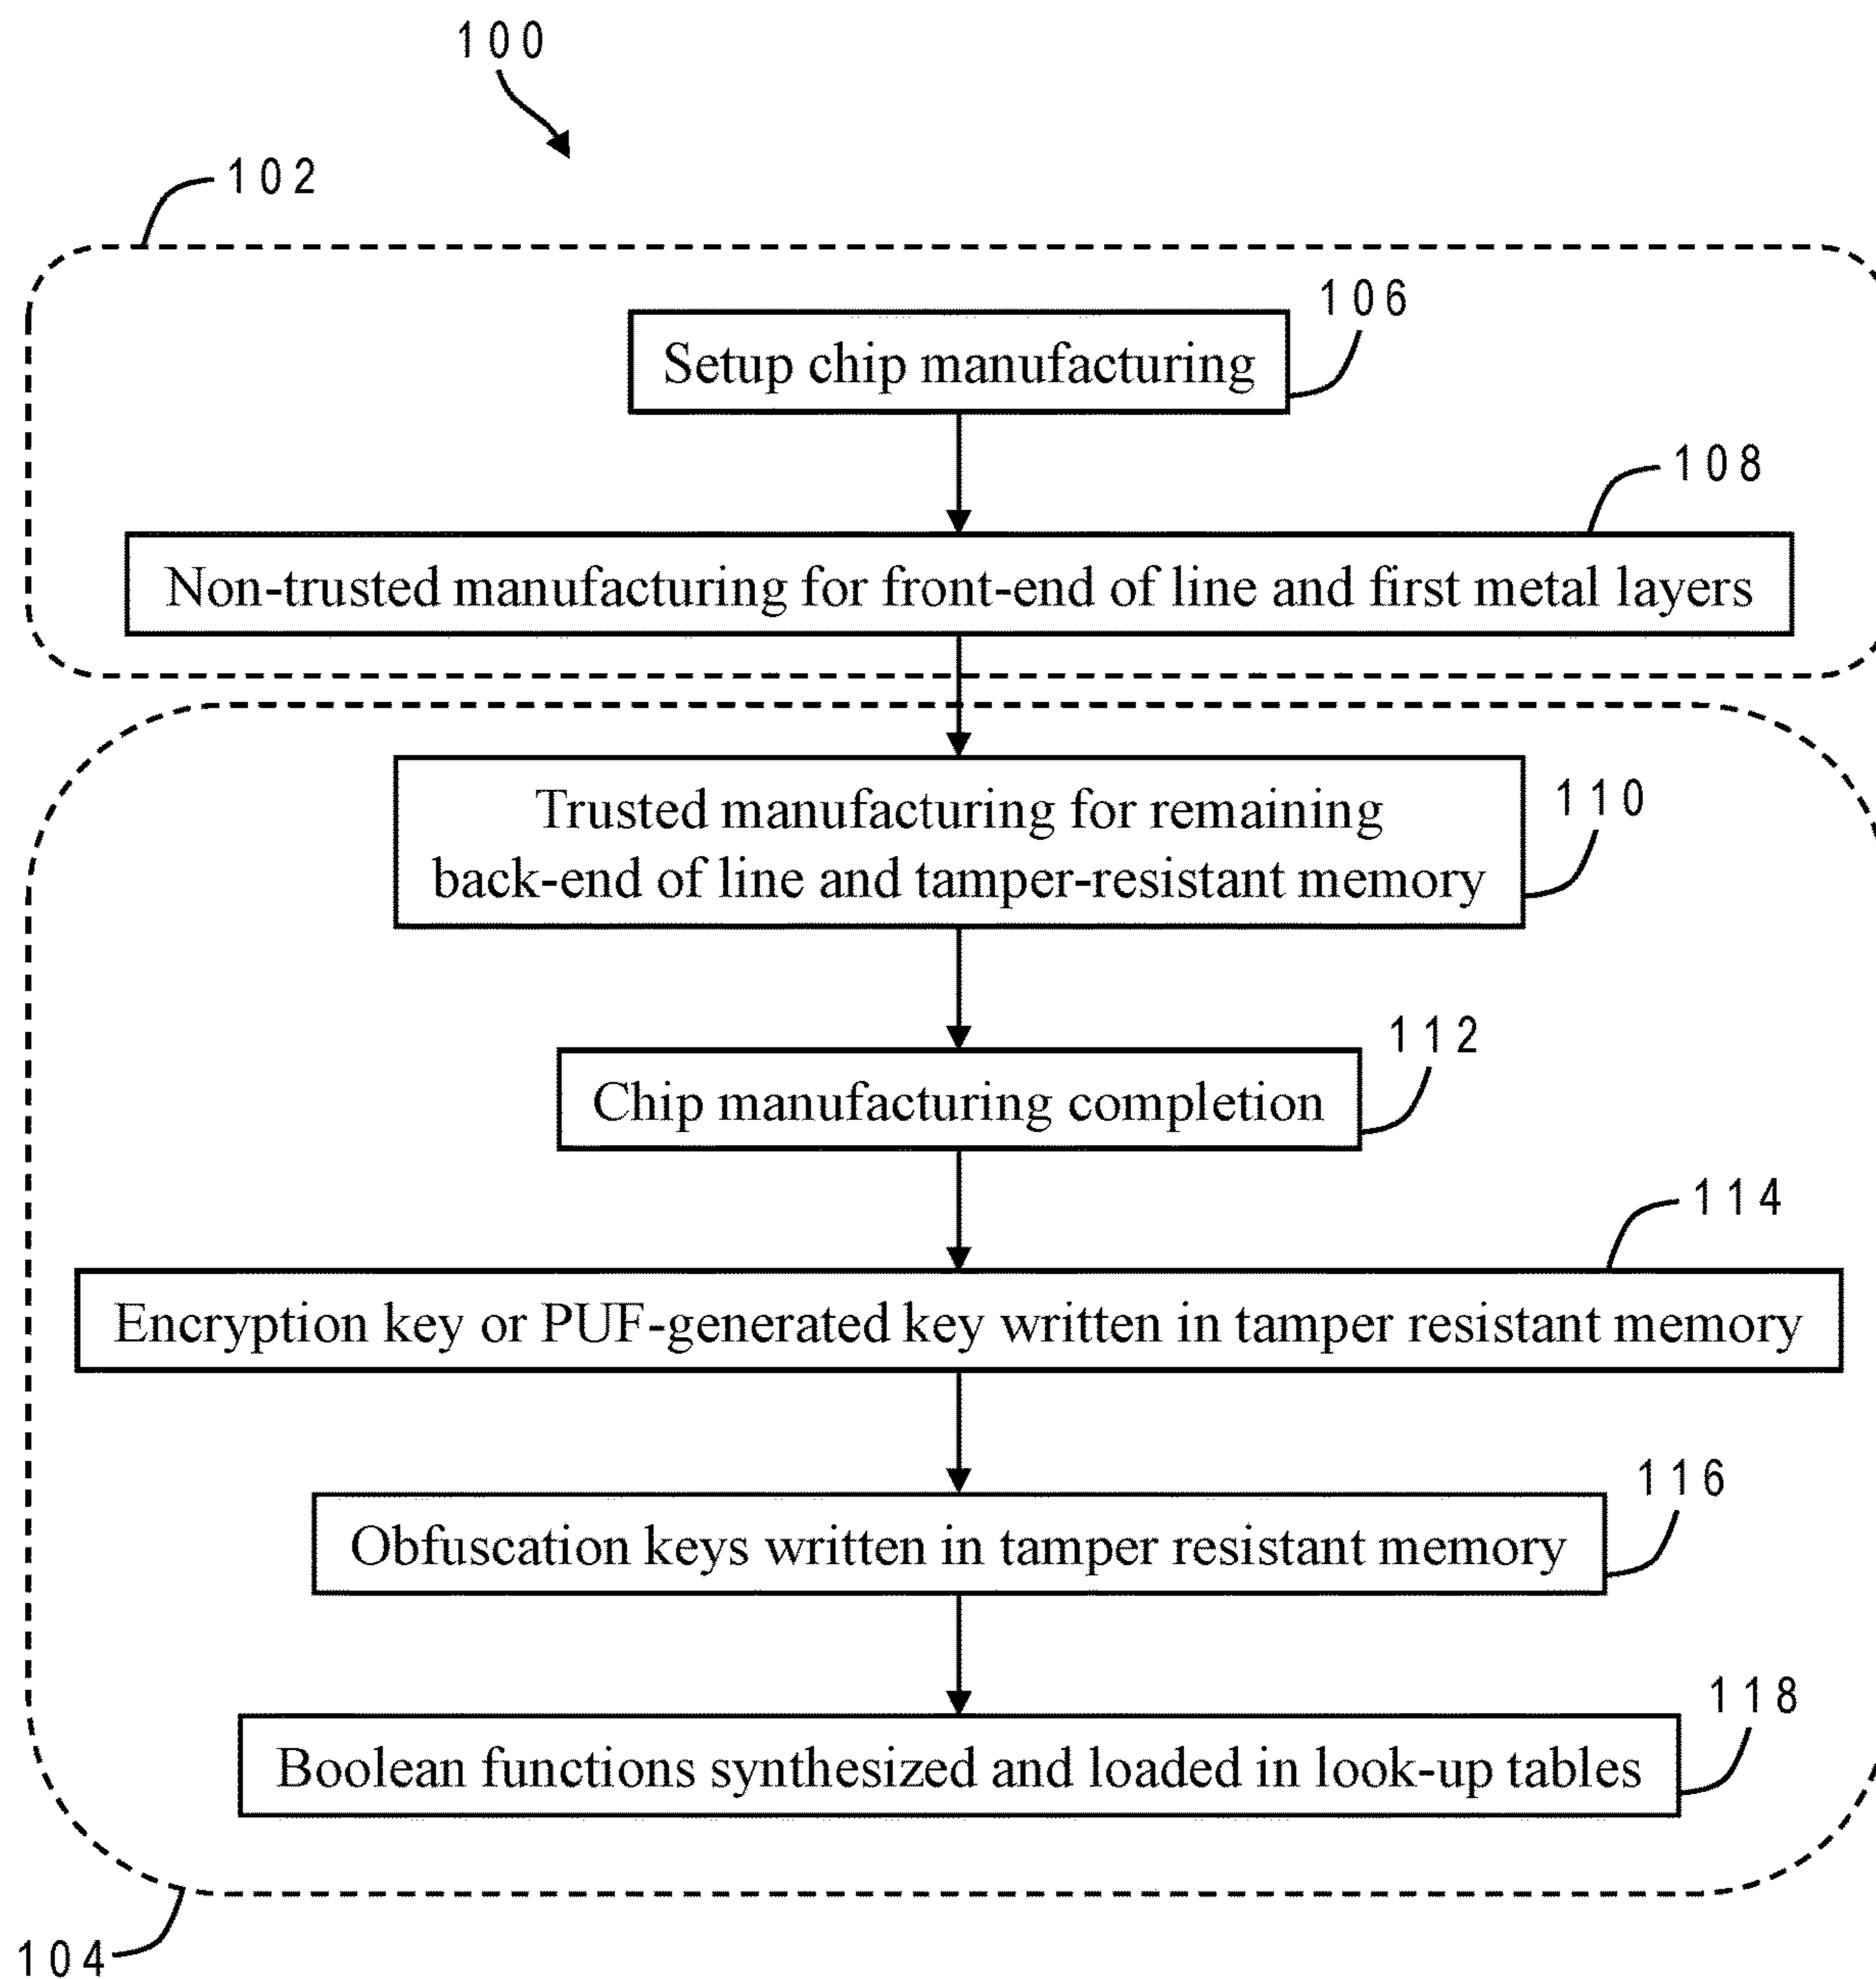 100
102
106
Setup chip manufacturing
108
Non-trusted manufacturing for front-end of line and first metal layers
110
Trusted manufacturing for remaining
back-end of line and tamper-resistant memory
112
Chip manufacturing completion
114
Encryption key or PUF-generated key written in tamper resistant memory
116
Obfuscation keys written in tamper resistant memory
118
Boolean functions synthesized and loaded in look-up tables
104